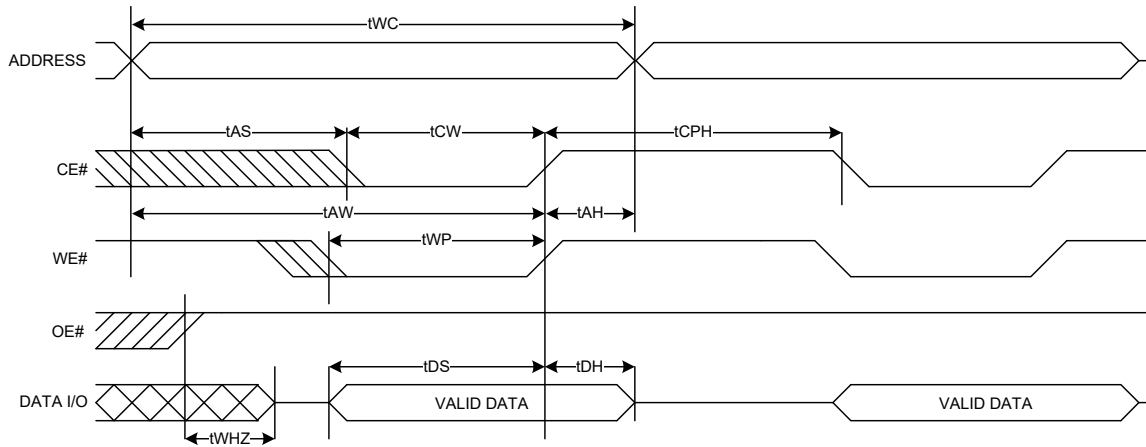 tWC
ADDRESS
tAS
tCW
tCPH
CE#
tAW
tAH
tWP
WE#
OE#
tDS
tDH
DATA I/O
VALID DATA
VALID DATA
tWHZ